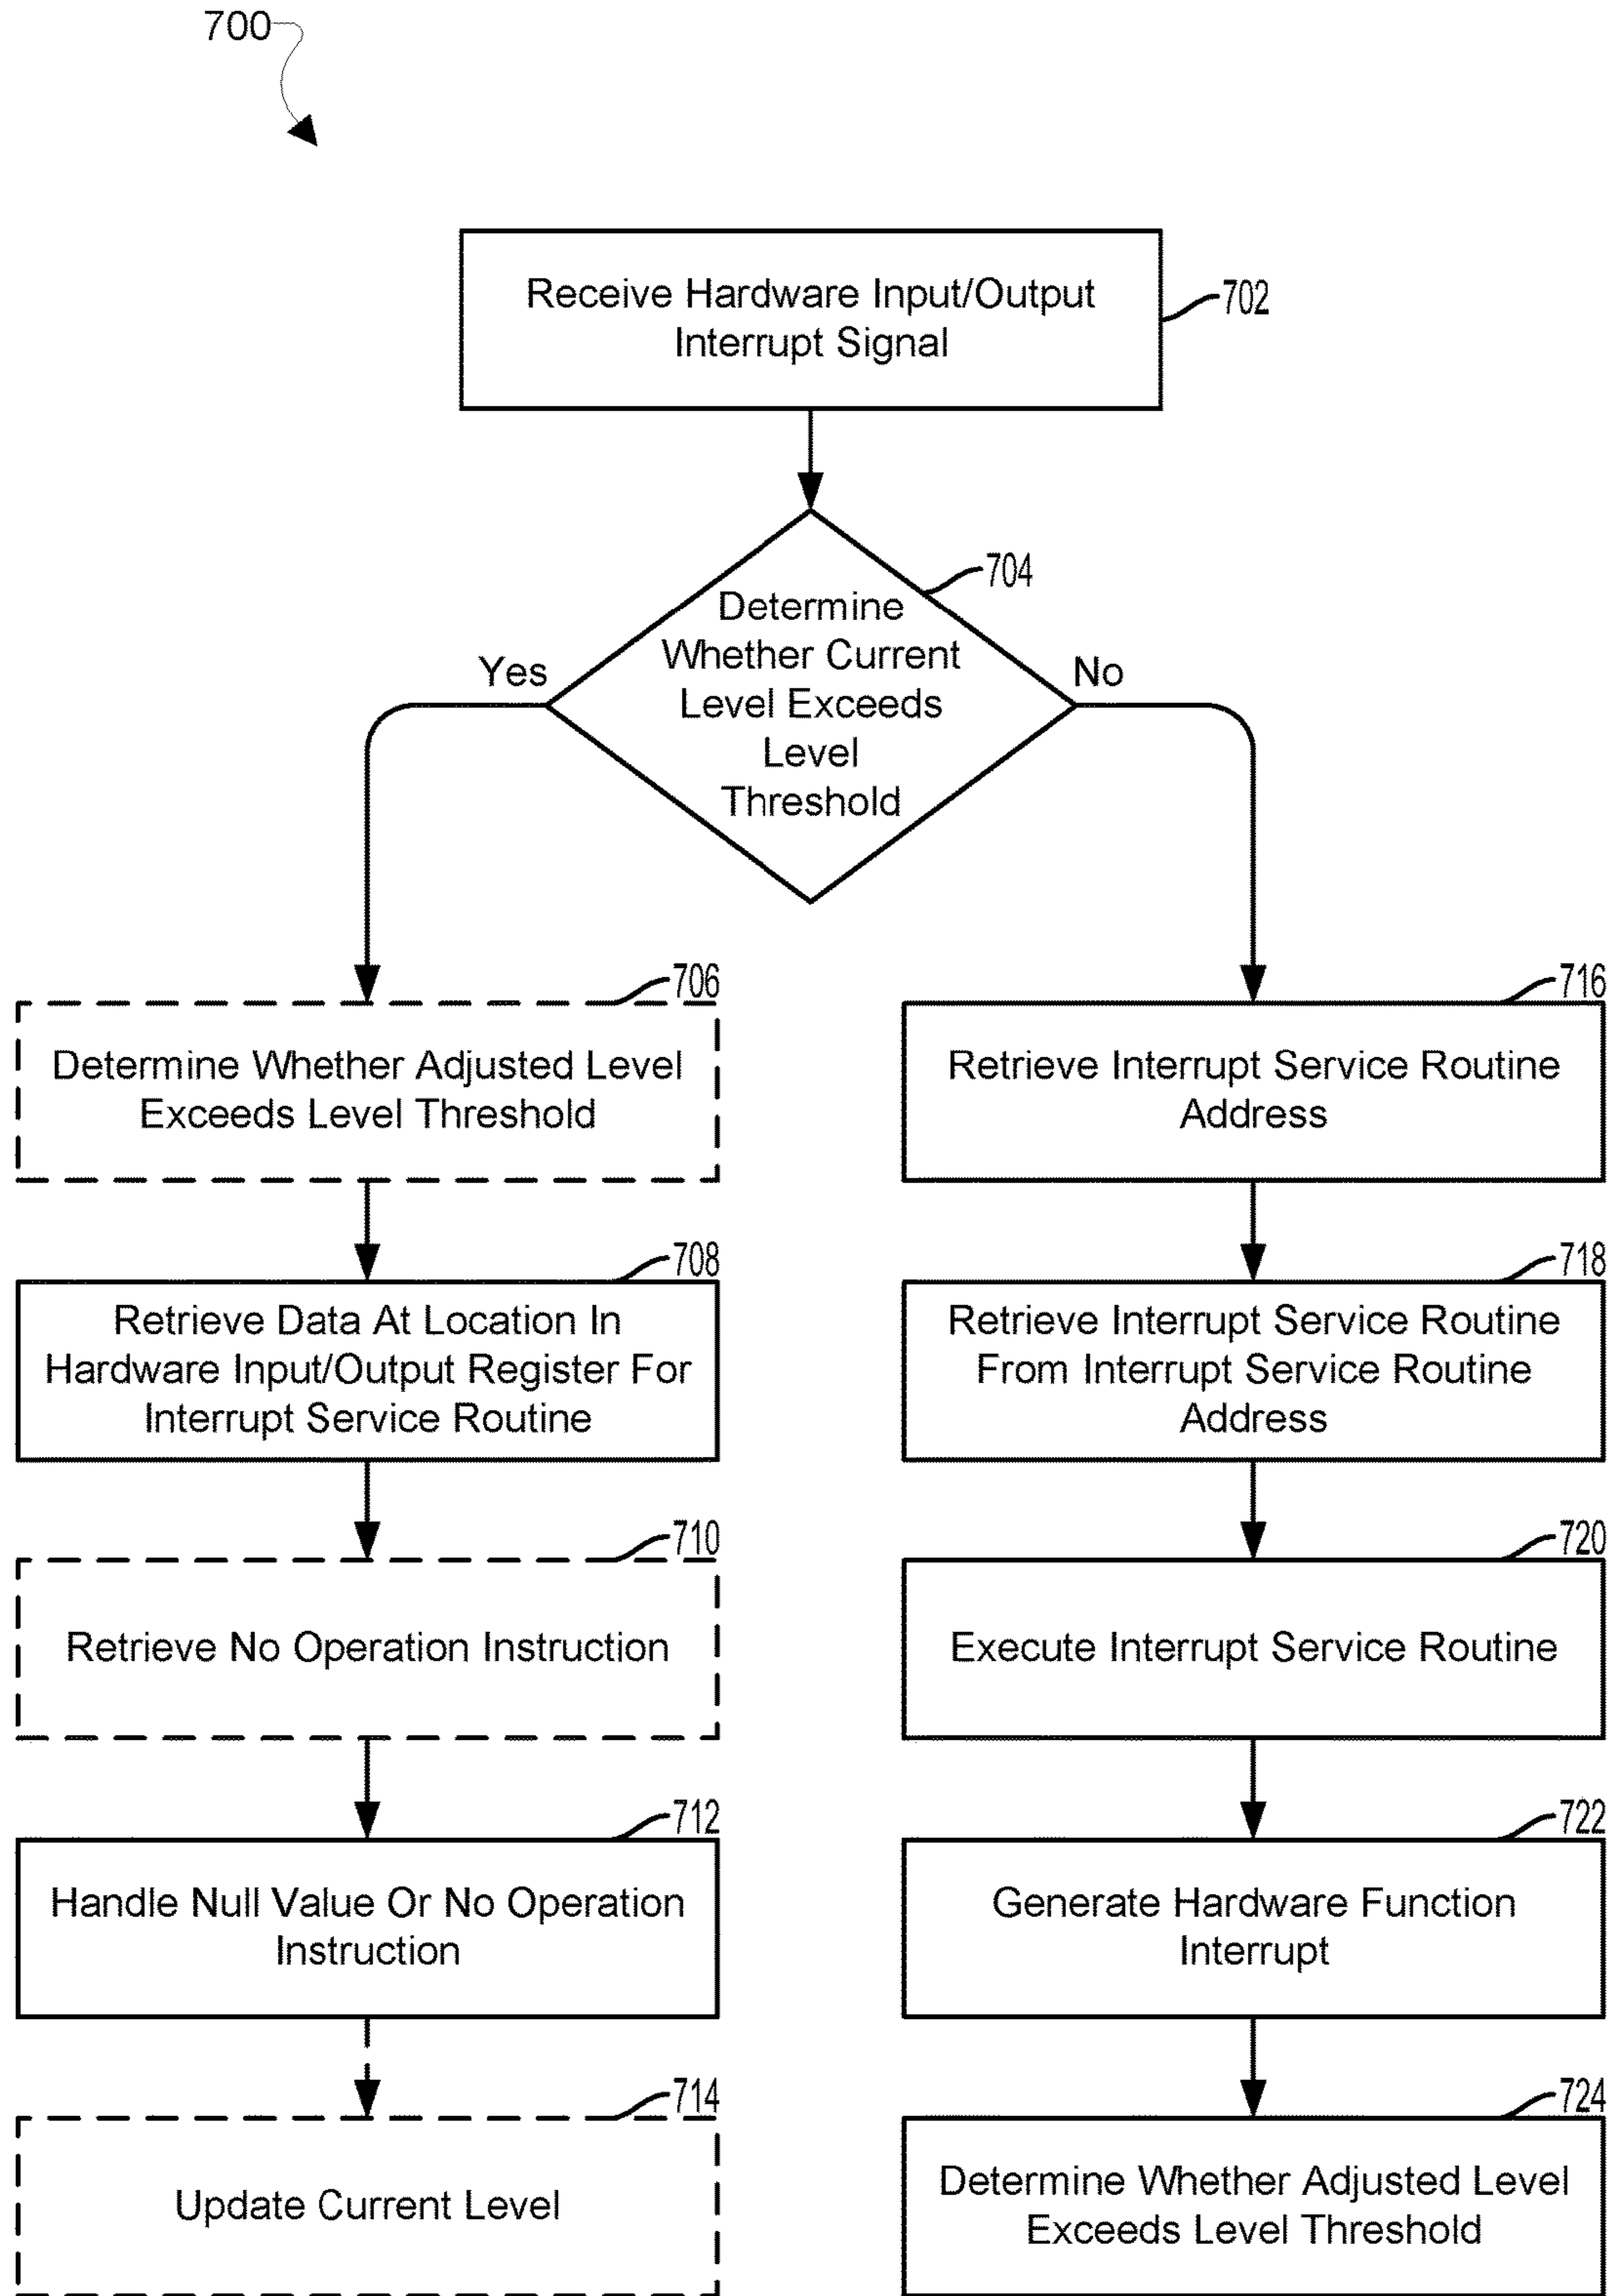 700
Receive Hardware Input/Output
Interrupt Signal
702
704
Determine
Whether Current
Level Exceeds
Level
Threshold
Yes
No
706
Determine Whether Adjusted Level
Exceeds Level Threshold
708
Retrieve Data At Location In
Hardware Input/Output Register For
Interrupt Service Routine
710
Retrieve No Operation Instruction
712
Handle Null Value Or No Operation
Instruction
714
Update Current Level
716
Retrieve Interrupt Service Routine
Address
718
Retrieve Interrupt Service Routine
From Interrupt Service Routine
Address
720
Execute Interrupt Service Routine
722
Generate Hardware Function
Interrupt
724
Determine Whether Adjusted Level
Exceeds Level Threshold